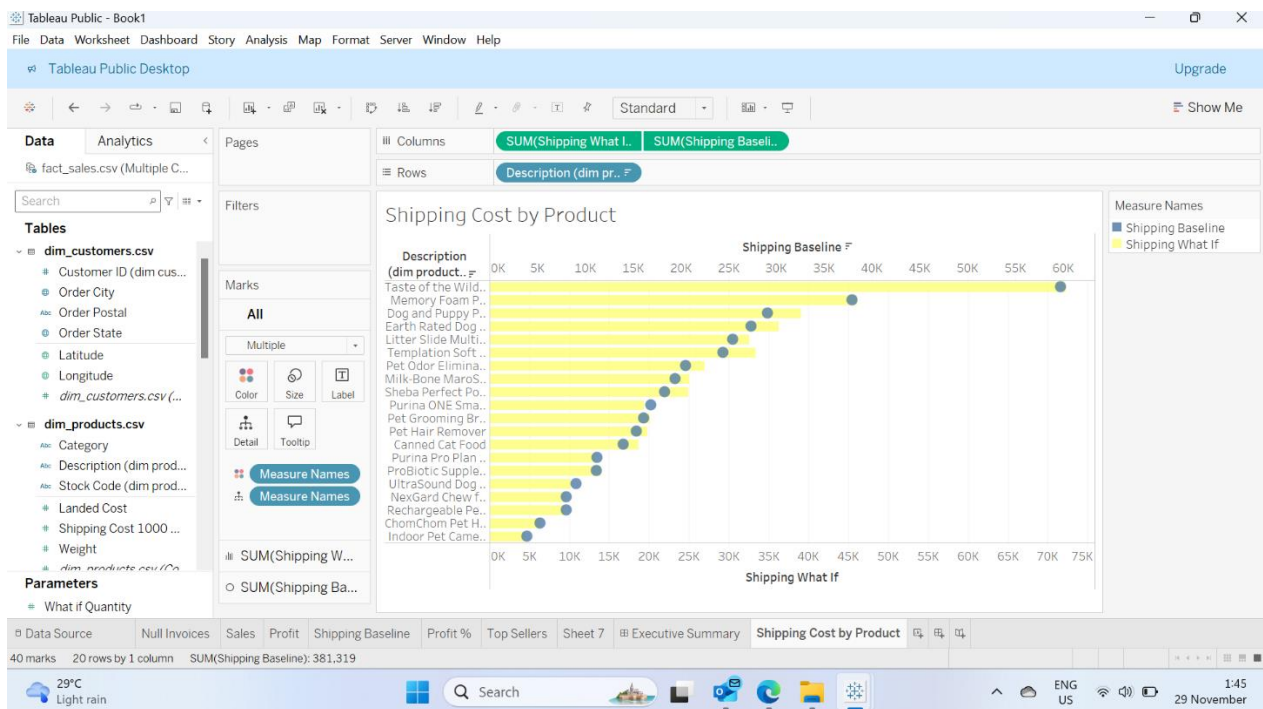 Tableau Public - Book1
File Data Worksheet Dashboard Story Analysis Map Format Server Window Help
Tableau Public Desktop
Upgrade
Standard
Show Me
Data Analytics
fact_sales.csv (Multiple C...
Search
Tables
dim_customers.csv
Customer ID (dim cus...
Order City
Order Postal
Order State
Latitude
Longitude
dim_customers.csv (...
dim_products.csv
Category
Description (dim prod...
Stock Code (dim prod...
Landed Cost
Shipping Cost 1000 ...
Weight
dim_products.csv (Co...
Parameters
What if Quantity
Pages
Filters
Marks
All
Multiple
Color Size Label
Detail Tooltip
Measure Names
Measure Names
SUM(Shipping W...
SUM(Shipping Ba...
Columns
SUM(Shipping What I.. SUM(Shipping Baseli..
Rows
Description (dim pr..
Shipping Cost by Product
Shipping Baseline
Description
(dim product..
0K 5K 10K 15K 20K 25K 30K 35K 40K 45K 50K 55K 60K
Taste of the Wild..
Memory Foam P..
Dog and Puppy P..
Earth Rated Dog ..
Litter Slide Multi..
Templation Soft ..
Pet Odor Elimina..
Milk-Bone MaroS..
Sheba Perfect Po..
Purina ONE Sma..
Pet Grooming Br..
Pet Hair Remover
Canned Cat Food
Purina Pro Plan ..
ProBiotic Supple..
UltraSound Dog ..
NexGard Chew f..
Rechargeable Pe..
ChomChom Pet H..
Indoor Pet Came..
0K 5K 10K 15K 20K 25K 30K 35K 40K 45K 50K 55K 60K 65K 70K 75K
Shipping What If
Measure Names
Shipping Baseline
Shipping What If
Data Source Null Invoices Sales Profit Shipping Baseline Profit % Top Sellers Sheet 7 Executive Summary Shipping Cost by Product
40 marks 20 rows by 1 column SUM(Shipping Baseline): 381,319
29°C
Light rain
Search
ENG
US
1:45
29 November